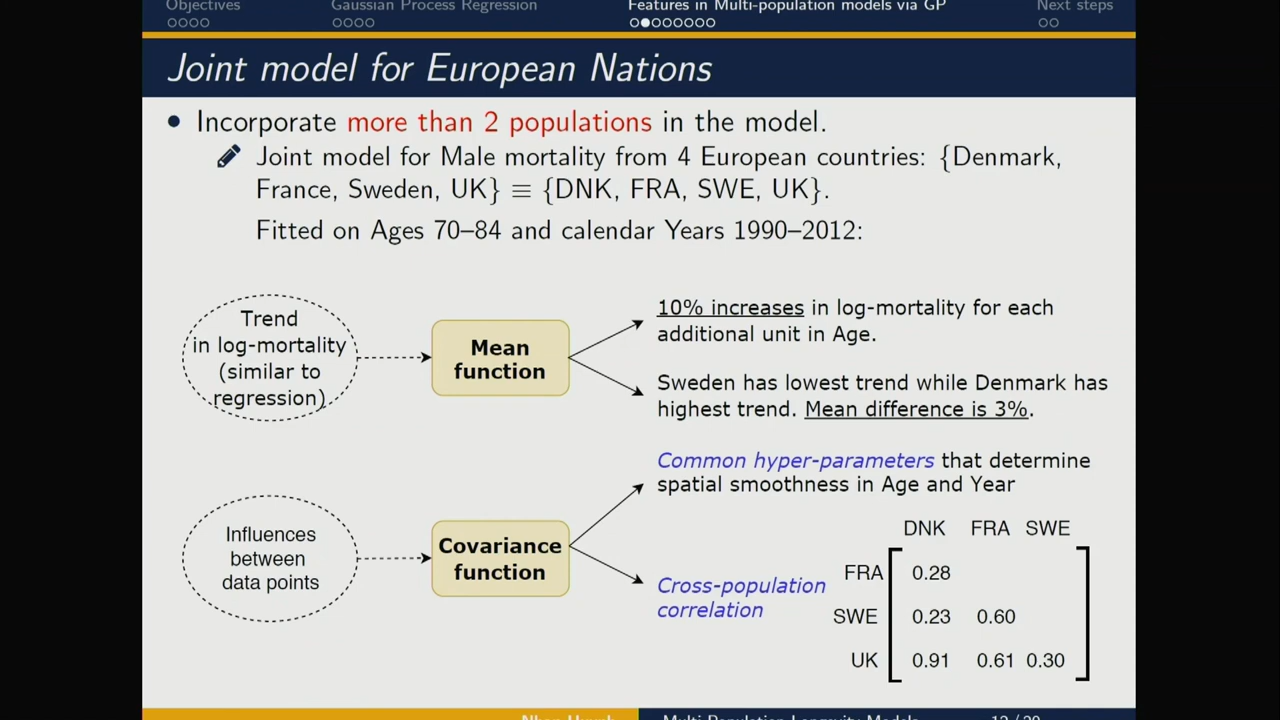 Objectives Gaussian Process Regression Features in Multi-population models via GP Next steps
Joint model for European Nations
Incorporate more than 2 populations in the model.
Joint model for Male mortality from 4 European countries: {Denmark,
France, Sweden, UK} ≡ {DNK, FRA, SWE, UK}.
Fitted on Ages 70–84 and calendar Years 1990–2012:
Trend
in log-mortality
(similar to
regression)
Mean
function
10% increases in log-mortality for each
additional unit in Age.
Sweden has lowest trend while Denmark has
highest trend. Mean difference is 3%.
Influences
between
data points
Covariance
function
Common hyper-parameters that determine
spatial smoothness in Age and Year
Cross-population
correlation
DNK FRA SWE
FRA 0.28
SWE 0.23 0.60
UK 0.91 0.61 0.30
Nhan Huynh Multi-Population Longevity Models 12 / 20